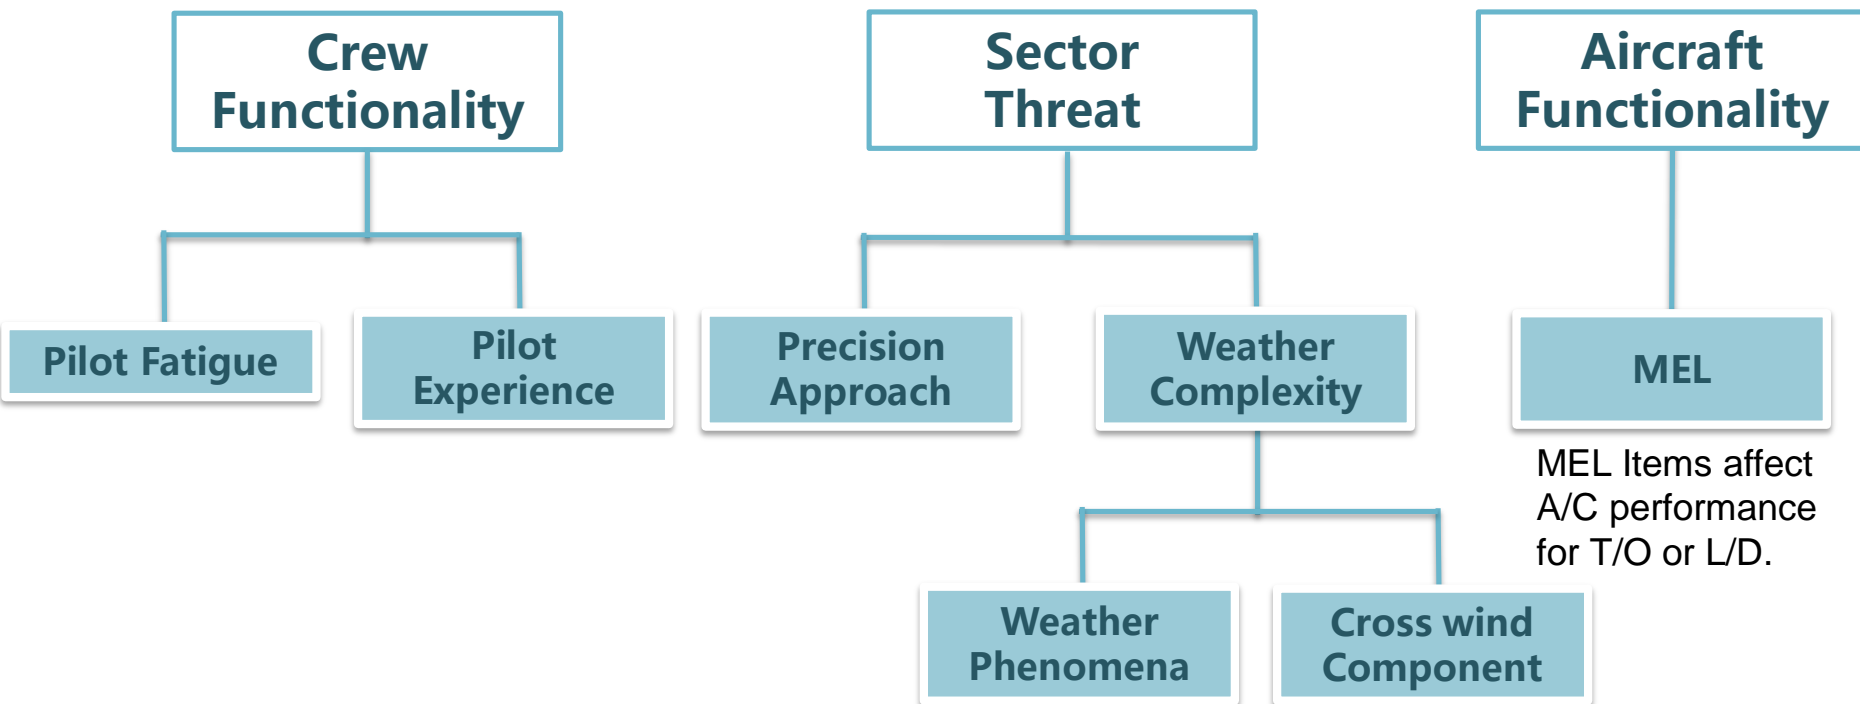 Crew
Functionality
Sector
Threat
Aircraft
Functionality
Pilot Fatigue
Pilot
Experience
Precision
Approach
Weather
Complexity
MEL
MEL Items affect
A/C performance
for T/O or L/D.
Weather
Phenomena
Cross wind
Component